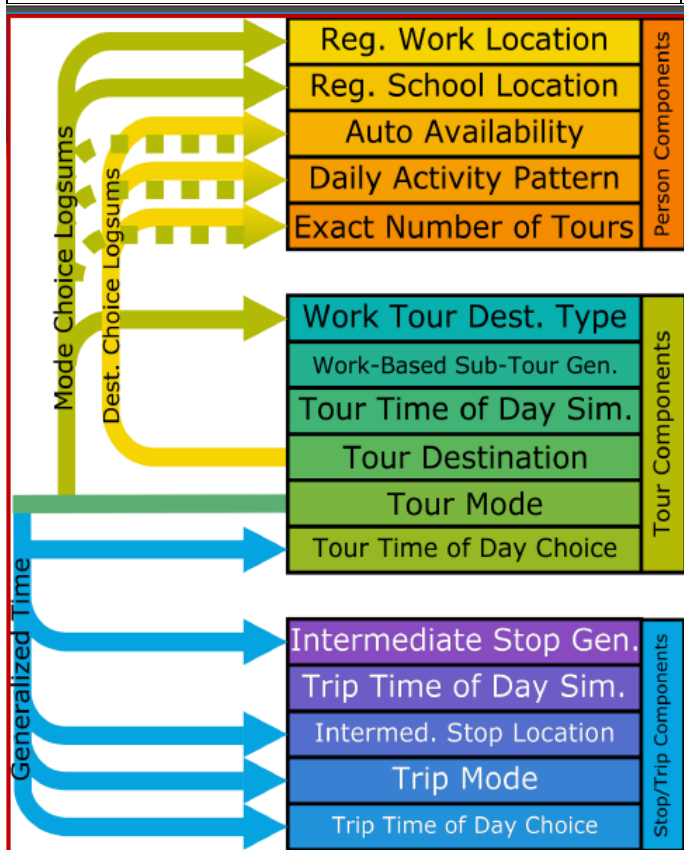 Reg. Work Location
Reg. School Location
Auto Availability
Daily Activity Pattern
Exact Number of Tours
Person Components
Mode Choice Logsums
Dest. Choice Logsums
Work Tour Dest. Type
Work-Based Sub-Tour Gen.
Tour Time of Day Sim.
Tour Destination
Tour Mode
Tour Time of Day Choice
Tour Components
Generalized Time
Intermediate Stop Gen.
Trip Time of Day Sim.
Intermed. Stop Location
Trip Mode
Trip Time of Day Choice
Stop/Trip Components